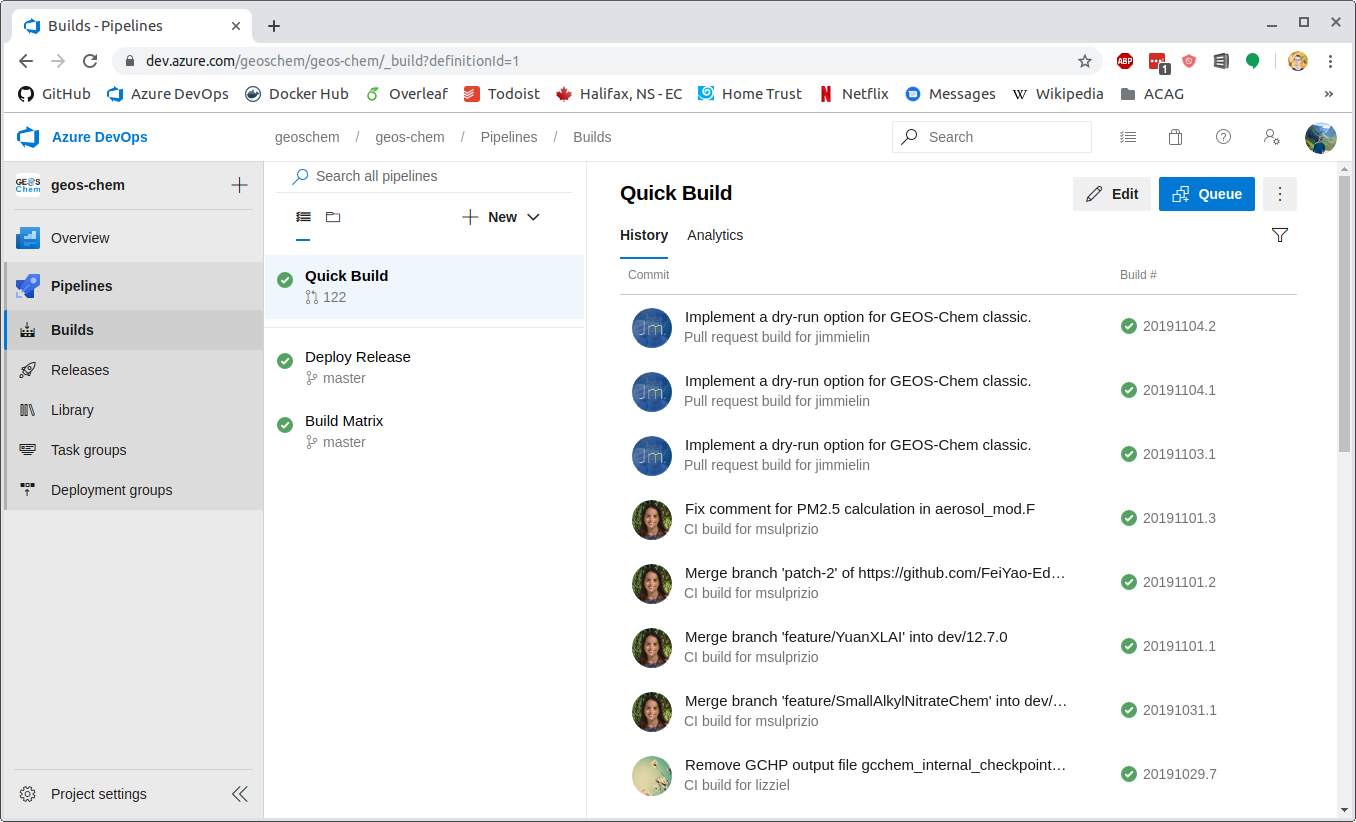 Builds - Pipelines
dev.azure.com/geoschem/geos-chem/_build?definitionId=1
ABP
1
GitHub
Azure DevOps
Docker Hub
Overleaf
Todoist
Halifax, NS - EC
Home Trust
Netflix
Messages
Wikipedia
ACAG
»
Azure DevOps
geoschem / geos-chem / Pipelines / Builds
Search
GEOS Chem
geos-chem
Overview
Pipelines
Builds
Releases
Library
Task groups
Deployment groups
Project settings
Search all pipelines
New
Quick Build
122
Deploy Release
master
Build Matrix
master
Quick Build
Edit
Queue
History
Analytics
Commit
Build #
Jm.
Implement a dry-run option for GEOS-Chem classic.
Pull request build for jimmielin
20191104.2
Jm.
Implement a dry-run option for GEOS-Chem classic.
Pull request build for jimmielin
20191104.1
Jm.
Implement a dry-run option for GEOS-Chem classic.
Pull request build for jimmielin
20191103.1
Fix comment for PM2.5 calculation in aerosol_mod.F
CI build for msulprizio
20191101.3
Merge branch 'patch-2' of https://github.com/FeiYao-Ed…
CI build for msulprizio
20191101.2
Merge branch 'feature/YuanXLAI' into dev/12.7.0
CI build for msulprizio
20191101.1
Merge branch 'feature/SmallAlkylNitrateChem' into dev/…
CI build for msulprizio
20191031.1
Remove GCHP output file gcchem_internal_checkpoint…
CI build for lizziel
20191029.7